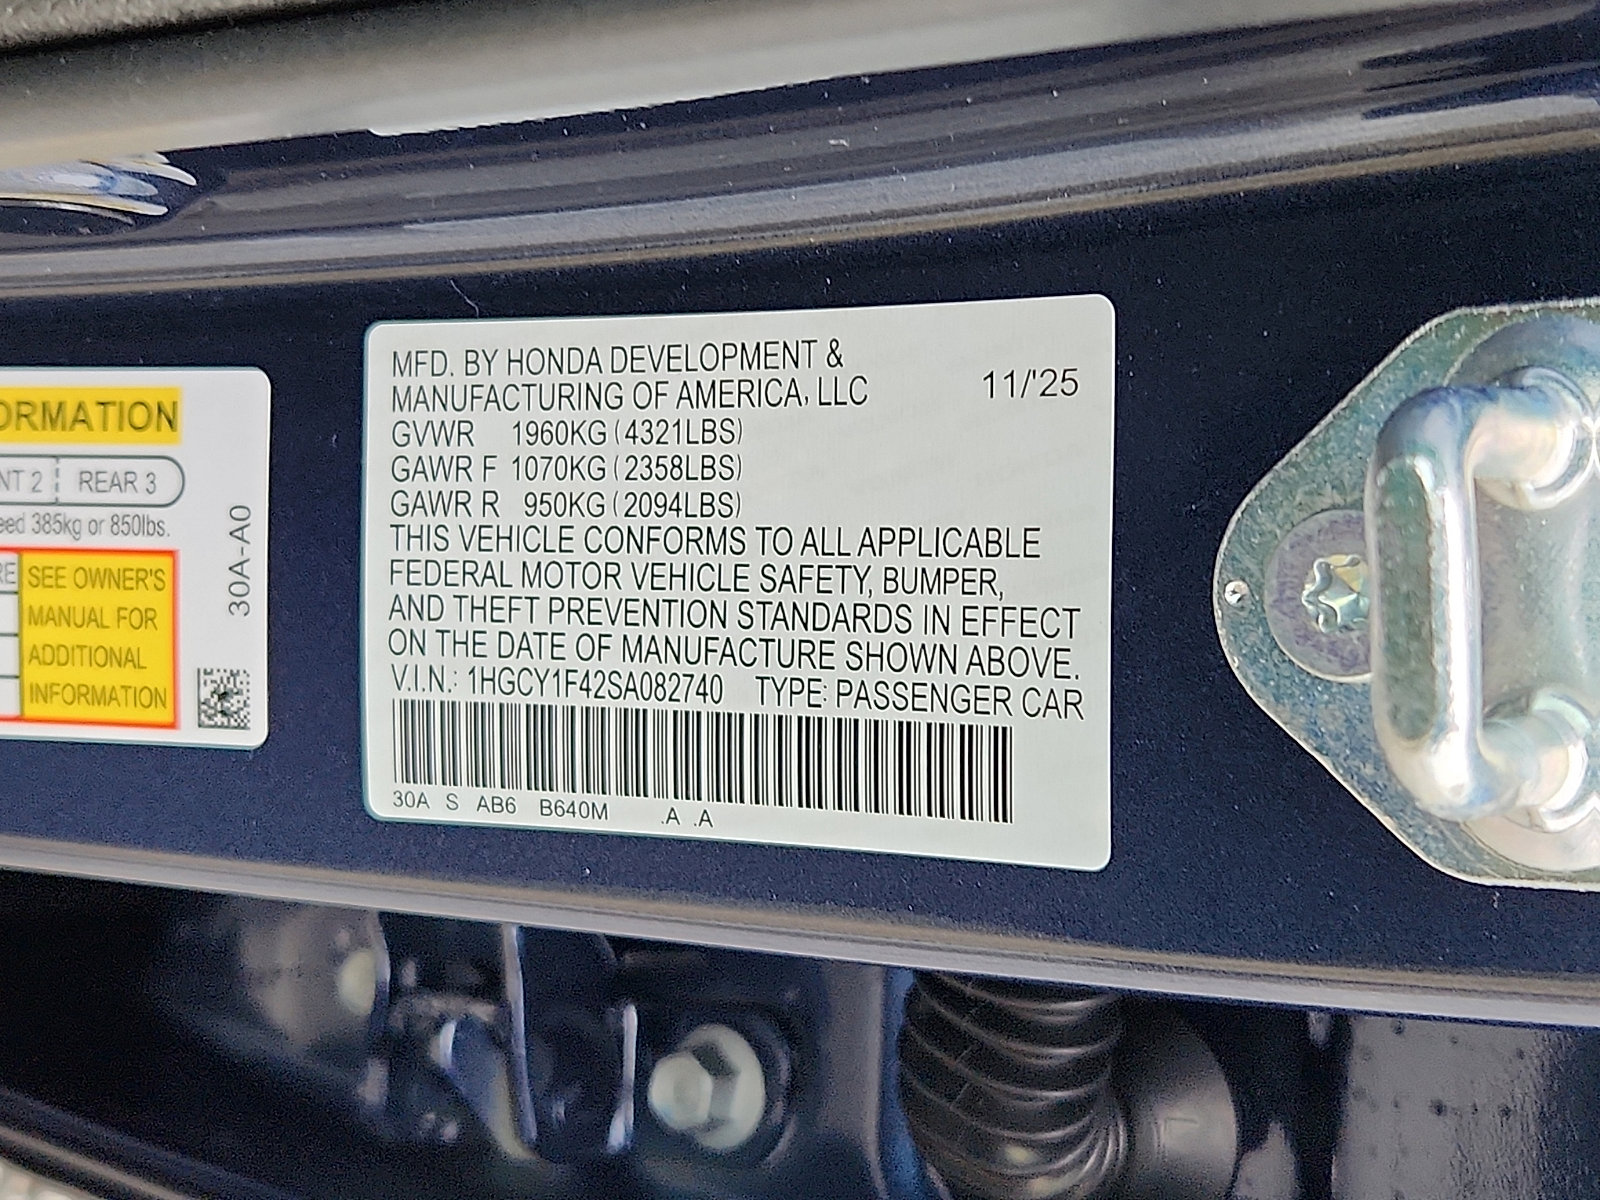 ORMATION
NT 2 REAR 3
eed 385kg or 850lbs.
RE
SEE OWNER'S
MANUAL FOR
ADDITIONAL
INFORMATION
30A-A0
MFD. BY HONDA DEVELOPMENT &
MANUFACTURING OF AMERICA, LLC 11/'25
GVWR 1960KG (4321LBS)
GAWR F 1070KG (2358LBS)
GAWR R 950KG (2094LBS)
THIS VEHICLE CONFORMS TO ALL APPLICABLE
FEDERAL MOTOR VEHICLE SAFETY, BUMPER,
AND THEFT PREVENTION STANDARDS IN EFFECT
ON THE DATE OF MANUFACTURE SHOWN ABOVE.
V.I.N.: 1HGCY1F42SA082740 TYPE: PASSENGER CAR
30A S AB6 B640M .A .A